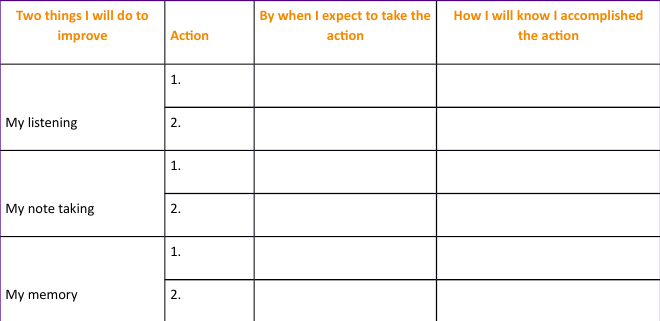 Two things I will do to
improve
Action
By when I expect to take the
action
How I will know I accomplished
the action
My listening
1.
2.
My note taking
1.
2.
My memory
1.
2.